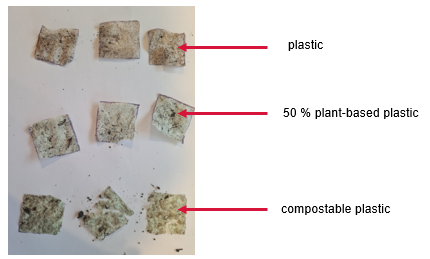 plastic
50 % plant-based plastic
compostable plastic